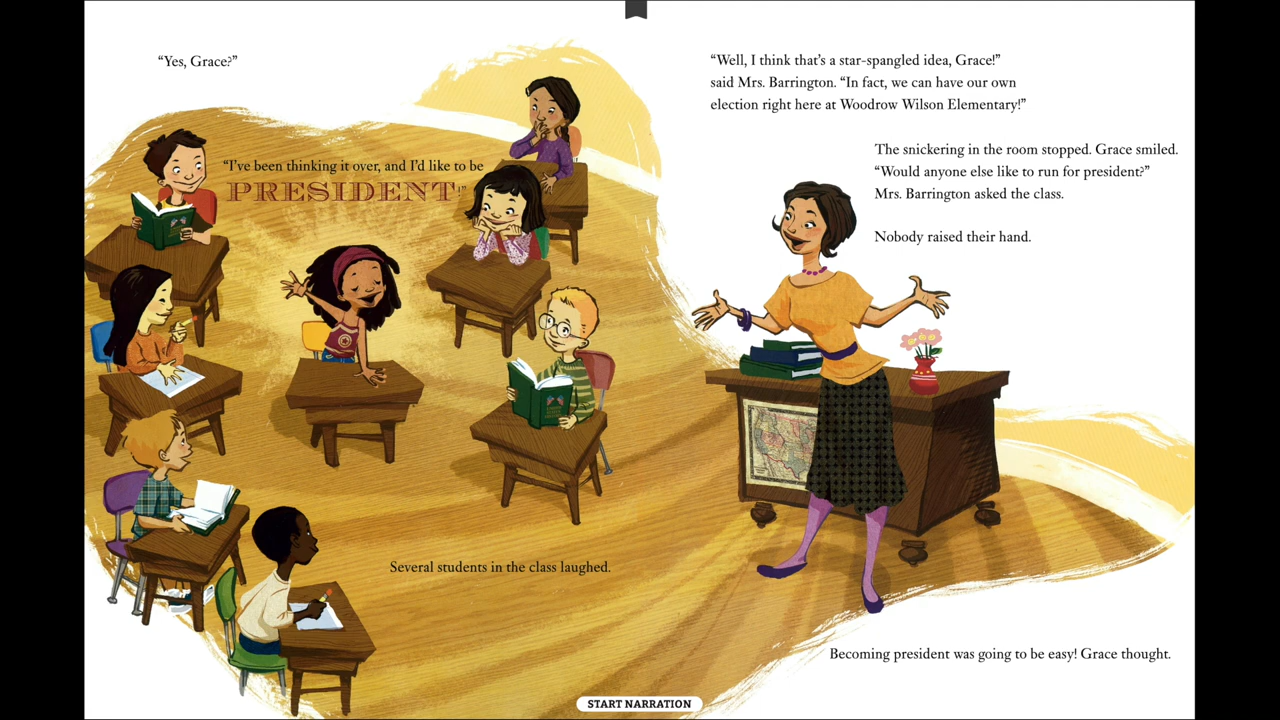 “Yes, Grace?”
“I’ve been thinking it over, and I’d like to be
PRESIDENT!”
Several students in the class laughed.
“Well, I think that’s a star-spangled idea, Grace!”
said Mrs. Barrington. “In fact, we can have our own
election right here at Woodrow Wilson Elementary!”
The snickering in the room stopped. Grace smiled.
“Would anyone else like to run for president?”
Mrs. Barrington asked the class.
Nobody raised their hand.
Becoming president was going to be easy! Grace thought.
START NARRATION